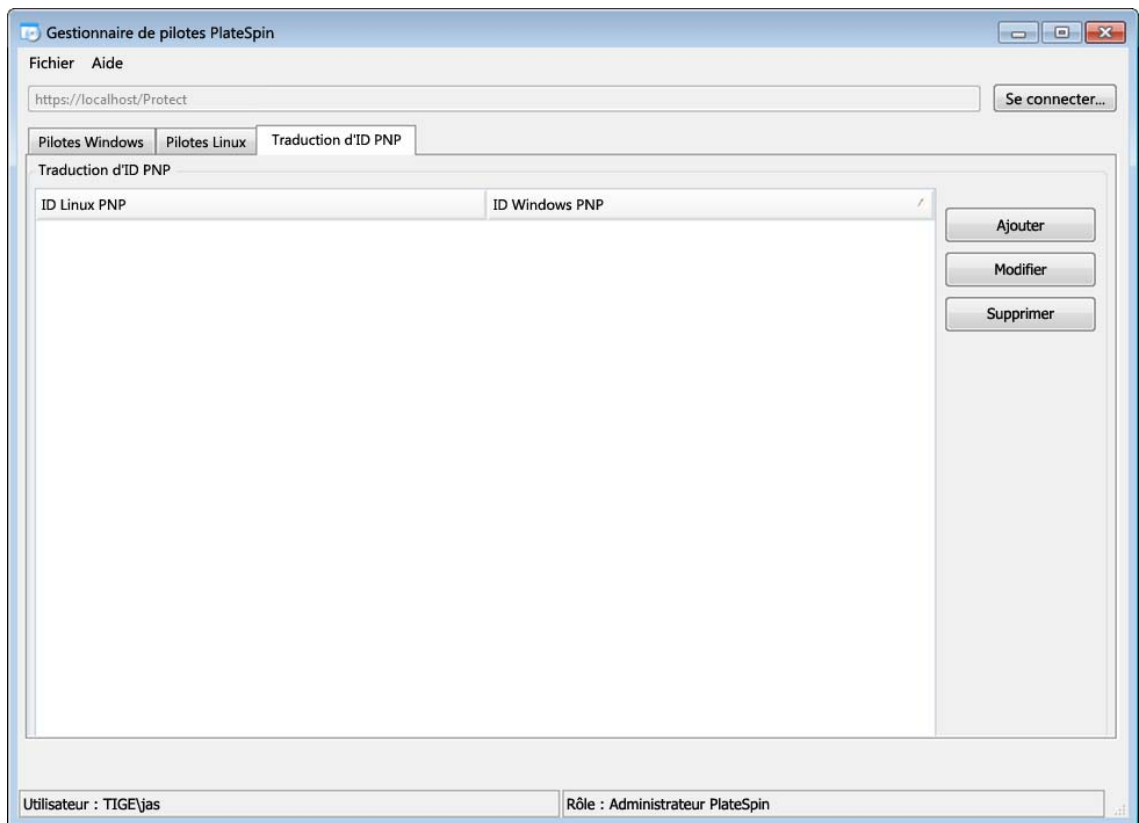 Gestionnaire de pilotes PlateSpin
Fichier Aide
https://localhost/Protect
Se connecter...
Pilotes Windows Pilotes Linux Traduction d'ID PNP
Traduction d'ID PNP
ID Linux PNP ID Windows PNP
Ajouter
Modifier
Supprimer
Utilisateur : TIGE\jas Rôle : Administrateur PlateSpin